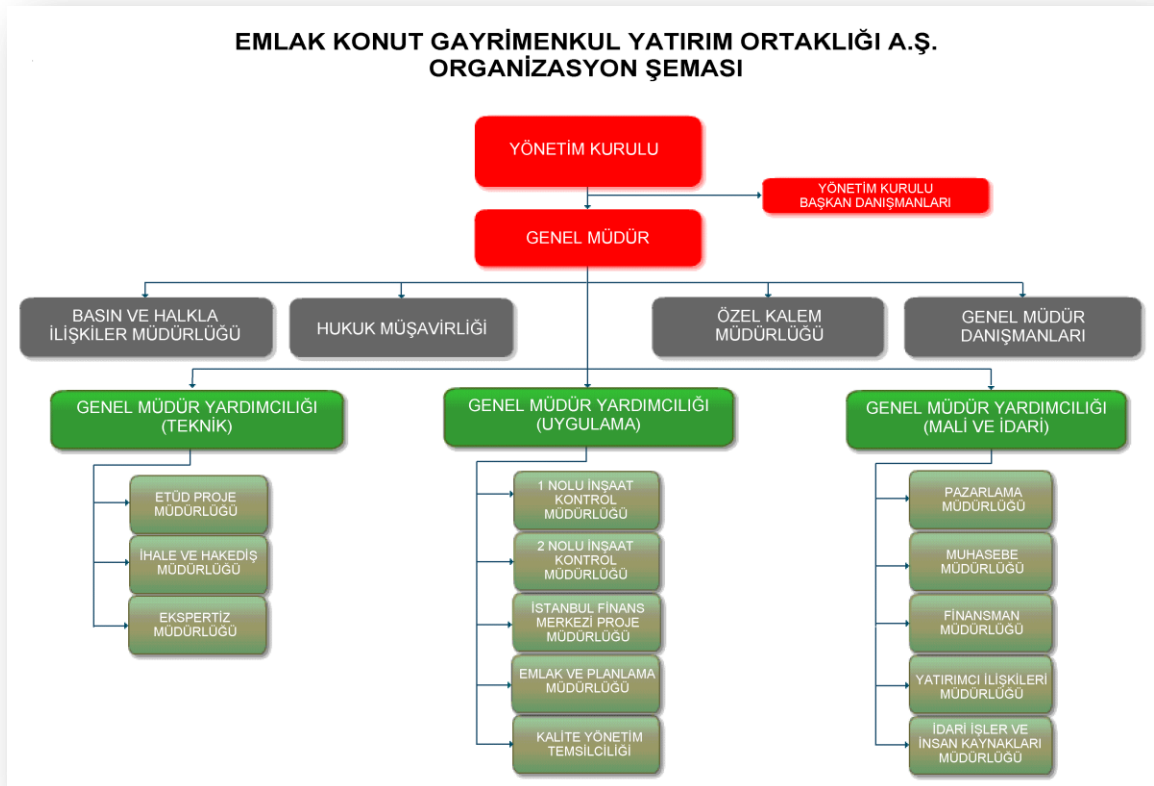 EMLAK KONUT GAYRİMENKUL YATIRIM ORTAKLIĞI A.Ş.
ORGANİZASYON ŞEMASI
YÖNETİM KURULU
YÖNETİM KURULU
BAŞKAN DANIŞMANLARI
GENEL MÜDÜR
BASIN VE HALKLA
İLİŞKİLER MÜDÜRLÜĞÜ
HUKUK MÜŞAVİRLİĞİ
ÖZEL KALEM
MÜDÜRLÜĞÜ
GENEL MÜDÜR
DANIŞMANLARI
GENEL MÜDÜR YARDIMCILIĞI
(TEKNİK)
ETÜD PROJE
MÜDÜRLÜĞÜ
İHALE VE HAKEDİŞ
MÜDÜRLÜĞÜ
EKSPERTİZ
MÜDÜRLÜĞÜ
GENEL MÜDÜR YARDIMCILIĞI
(UYGULAMA)
1 NOLU İNŞAAT
KONTROL
MÜDÜRLÜĞÜ
2 NOLU İNŞAAT
KONTROL
MÜDÜRLÜĞÜ
İSTANBUL FİNANS
MERKEZİ PROJE
MÜDÜRLÜĞÜ
EMLAK VE PLANLAMA
MÜDÜRLÜĞÜ
KALİTE YÖNETİM
TEMSİLCİLİĞİ
GENEL MÜDÜR YARDIMCILIĞI
(MALİ VE İDARİ)
PAZARLAMA
MÜDÜRLÜĞÜ
MUHASEBE
MÜDÜRLÜĞÜ
FİNANSMAN
MÜDÜRLÜĞÜ
YATIRIMCI İLİŞKİLERİ
MÜDÜRLÜĞÜ
İDARİ İŞLER VE
İNSAN KAYNAKLARI
MÜDÜRLÜĞÜ